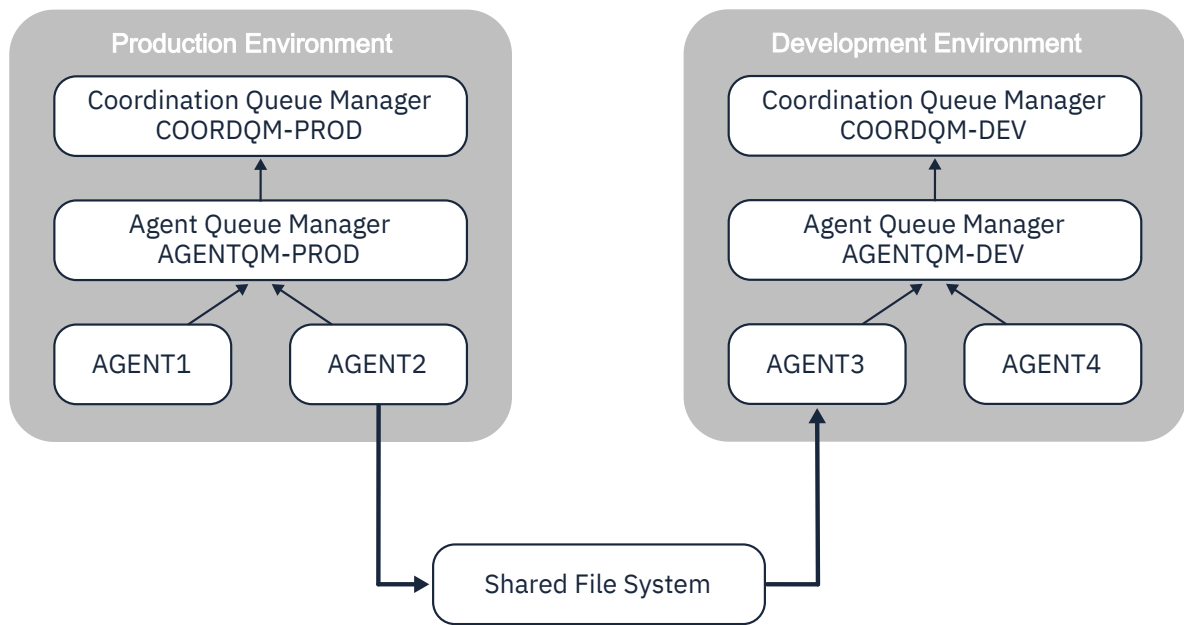 Production Environment
Coordination Queue Manager
COORDQM-PROD
Agent Queue Manager
AGENTQM-PROD
AGENT1
AGENT2
Development Environment
Coordination Queue Manager
COORDQM-DEV
Agent Queue Manager
AGENTQM-DEV
AGENT3
AGENT4
Shared File System